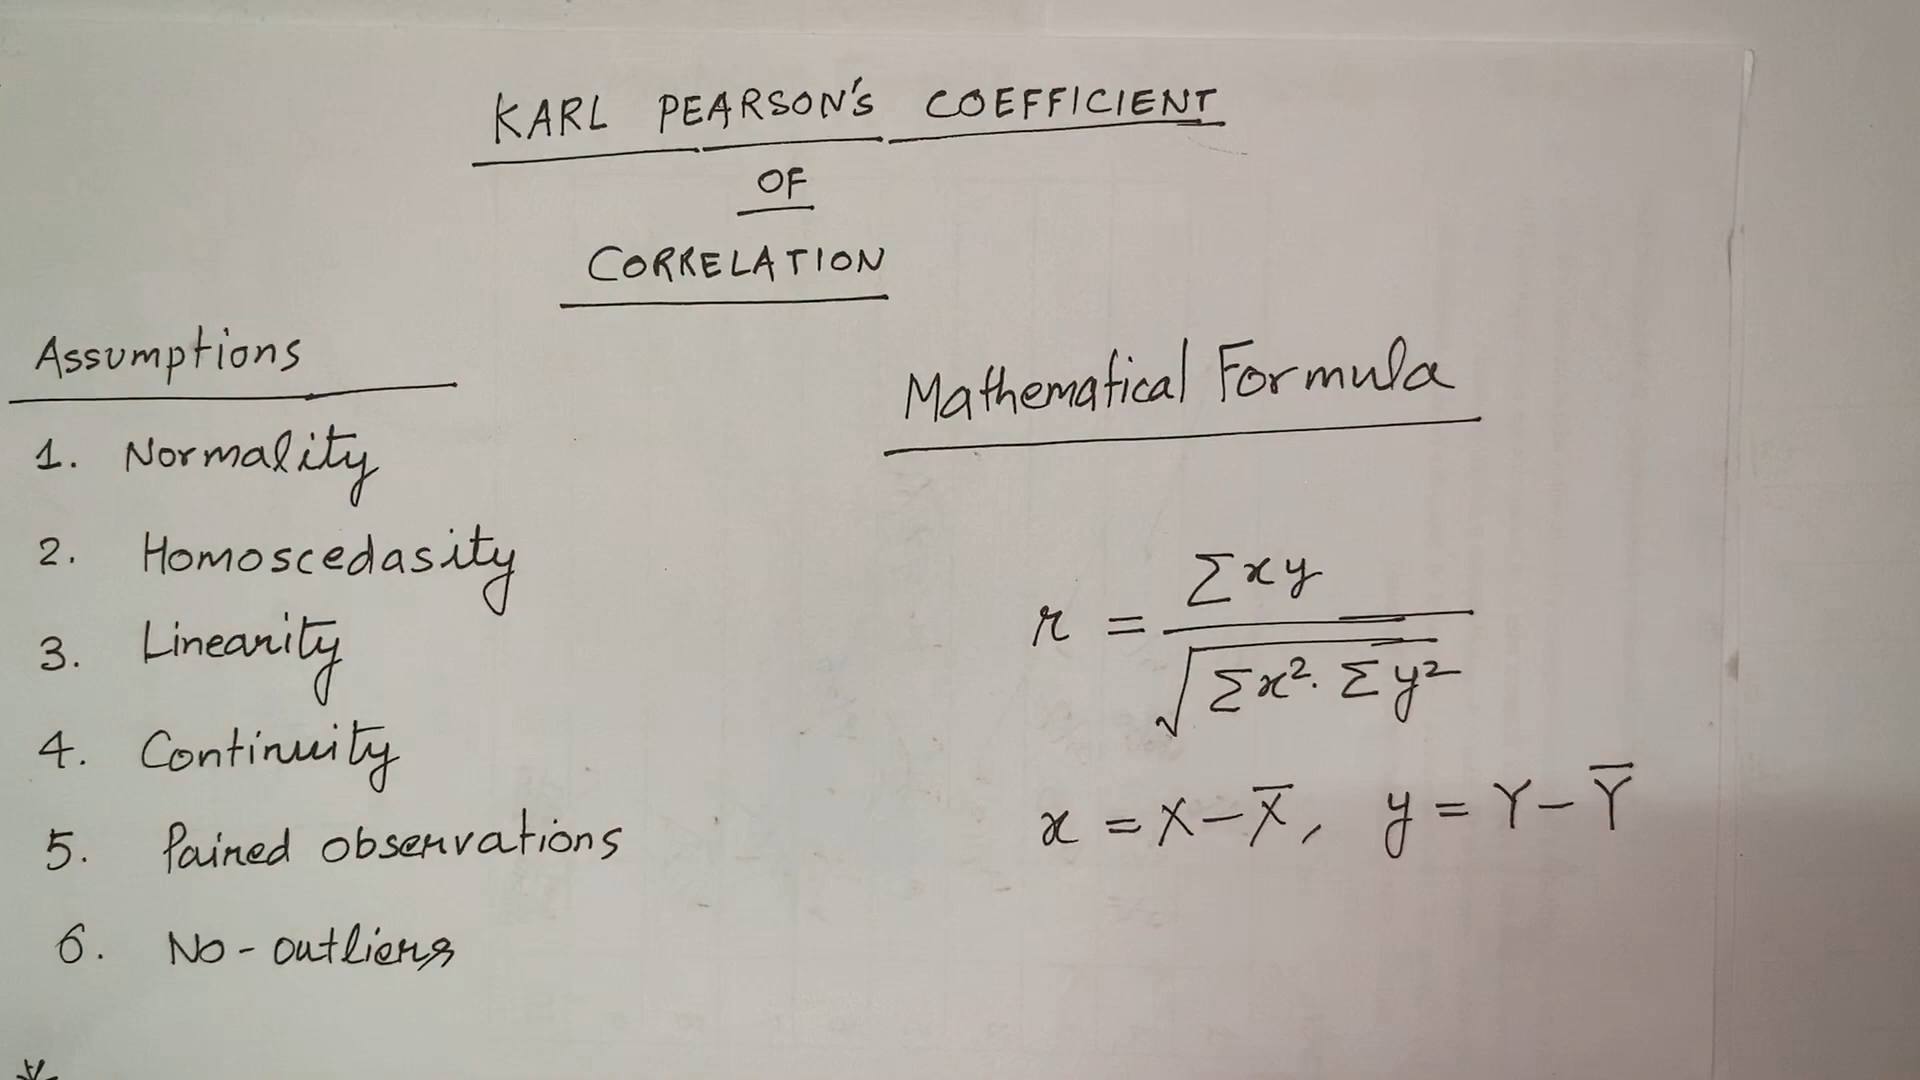 KARL PEARSON'S COEFFICIENT
OF
CORRELATION
Assumptions
1. Normality
2. Homoscedasity
3. Linearity
4. Continuity
5. Paired observations
6. No-outliers
Mathematical Formula
r = Σxy / √Σx². Σy²
x = X – X̅, y = Y – Y̅